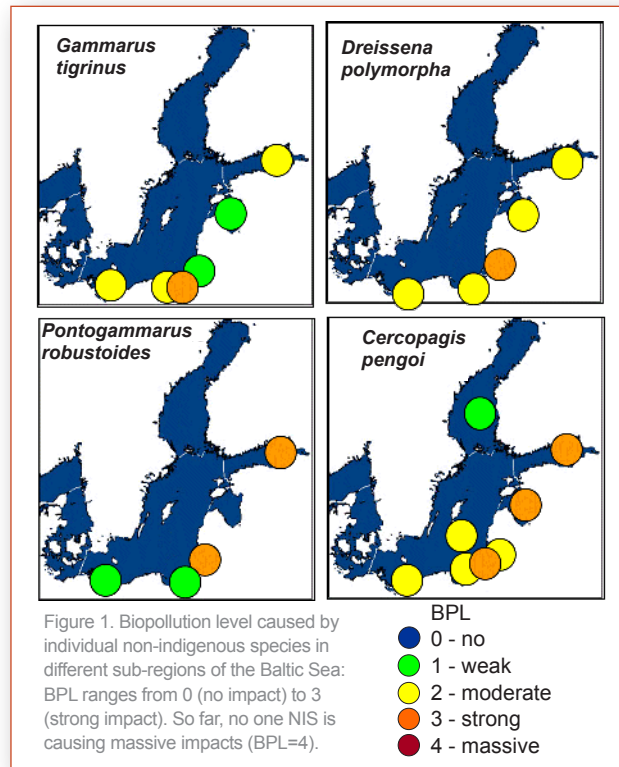 Gammarus
tigrinus
Dreissena
polymorpha
Pontogammarus
robustoides
Cercopagis
pengoi
Figure 1. Biopollution level caused by
individual non-indigenous species in
different sub-regions of the Baltic Sea:
BPL ranges from 0 (no impact) to 3
(strong impact). So far, no one NIS is
causing massive impacts (BPL=4).
BPL
0 - no
1 - weak
2 - moderate
3 - strong
4 - massive